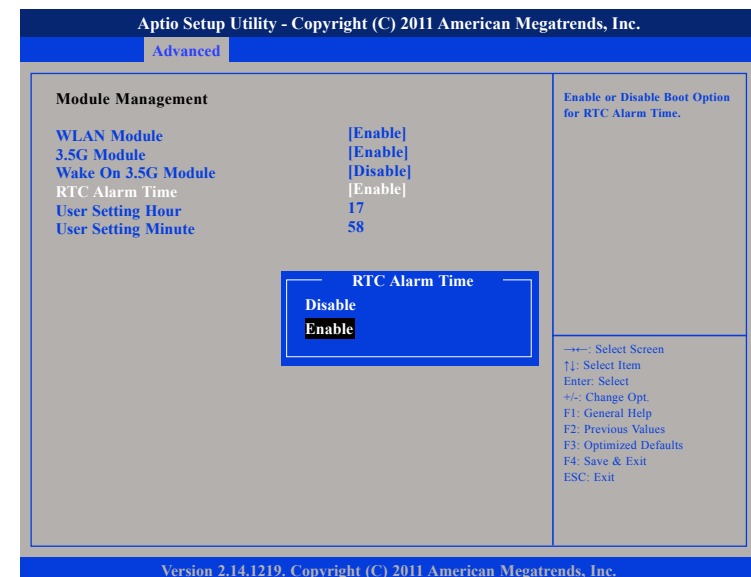 Aptio Setup Utility - Copyright (C) 2011 American Megatrends, Inc.
Advanced
Module Management
WLAN Module [Enable]
3.5G Module [Enable]
Wake On 3.5G Module [Disable]
RTC Alarm Time [Enable]
User Setting Hour 17
User Setting Minute 58
RTC Alarm Time
Disable
Enable
Enable or Disable Boot Option
for RTC Alarm Time.
→←: Select Screen
↑↓: Select Item
Enter: Select
+/-: Change Opt.
F1: General Help
F2: Previous Values
F3: Optimized Defaults
F4: Save & Exit
ESC: Exit
Version 2.14.1219. Copyright (C) 2011 American Megatrends, Inc.